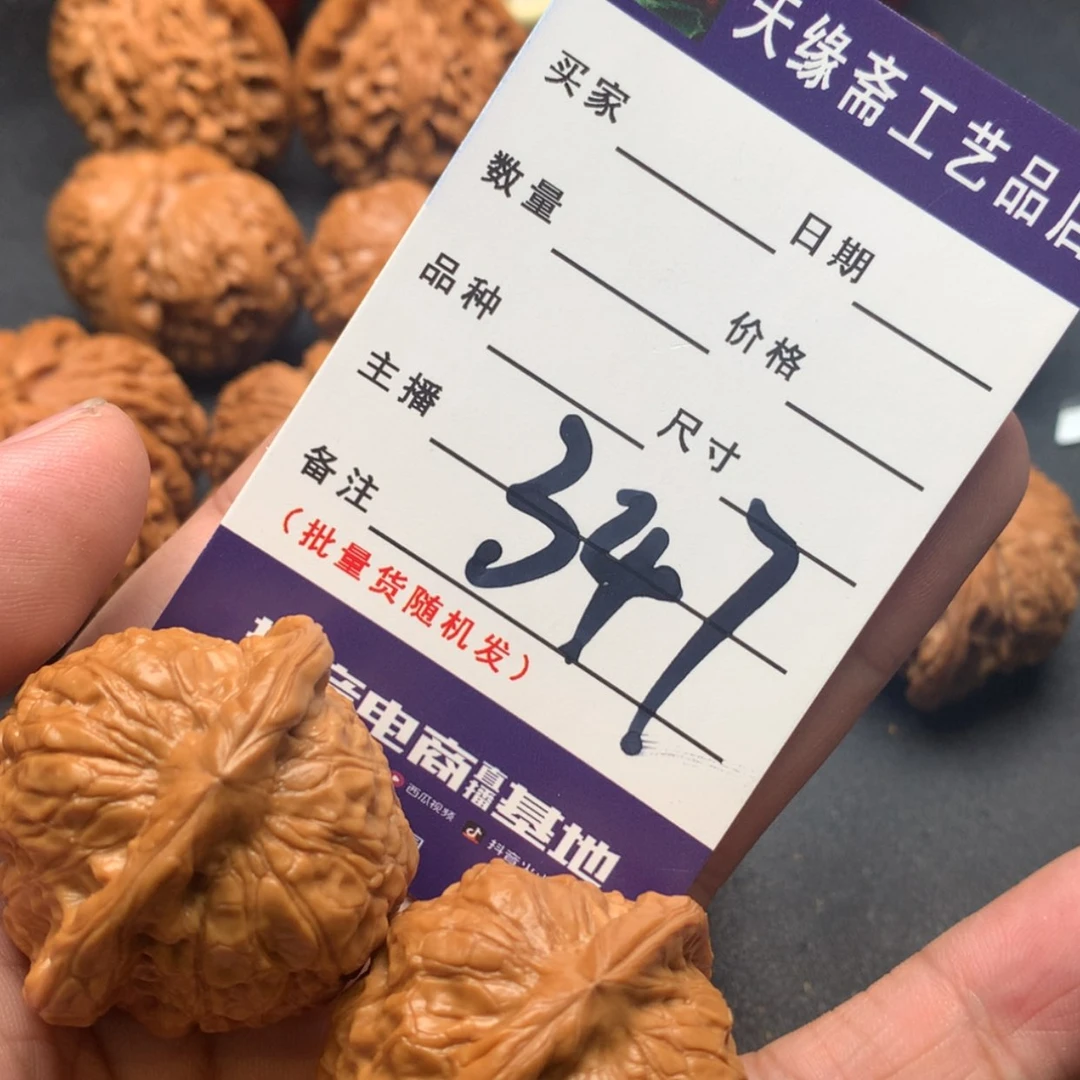 天缘斋工艺品店
买家 日期
数量 价格
品种 尺寸
主播
备注
347
(批量货随机发)
电商直播基地
西瓜视频 抖音